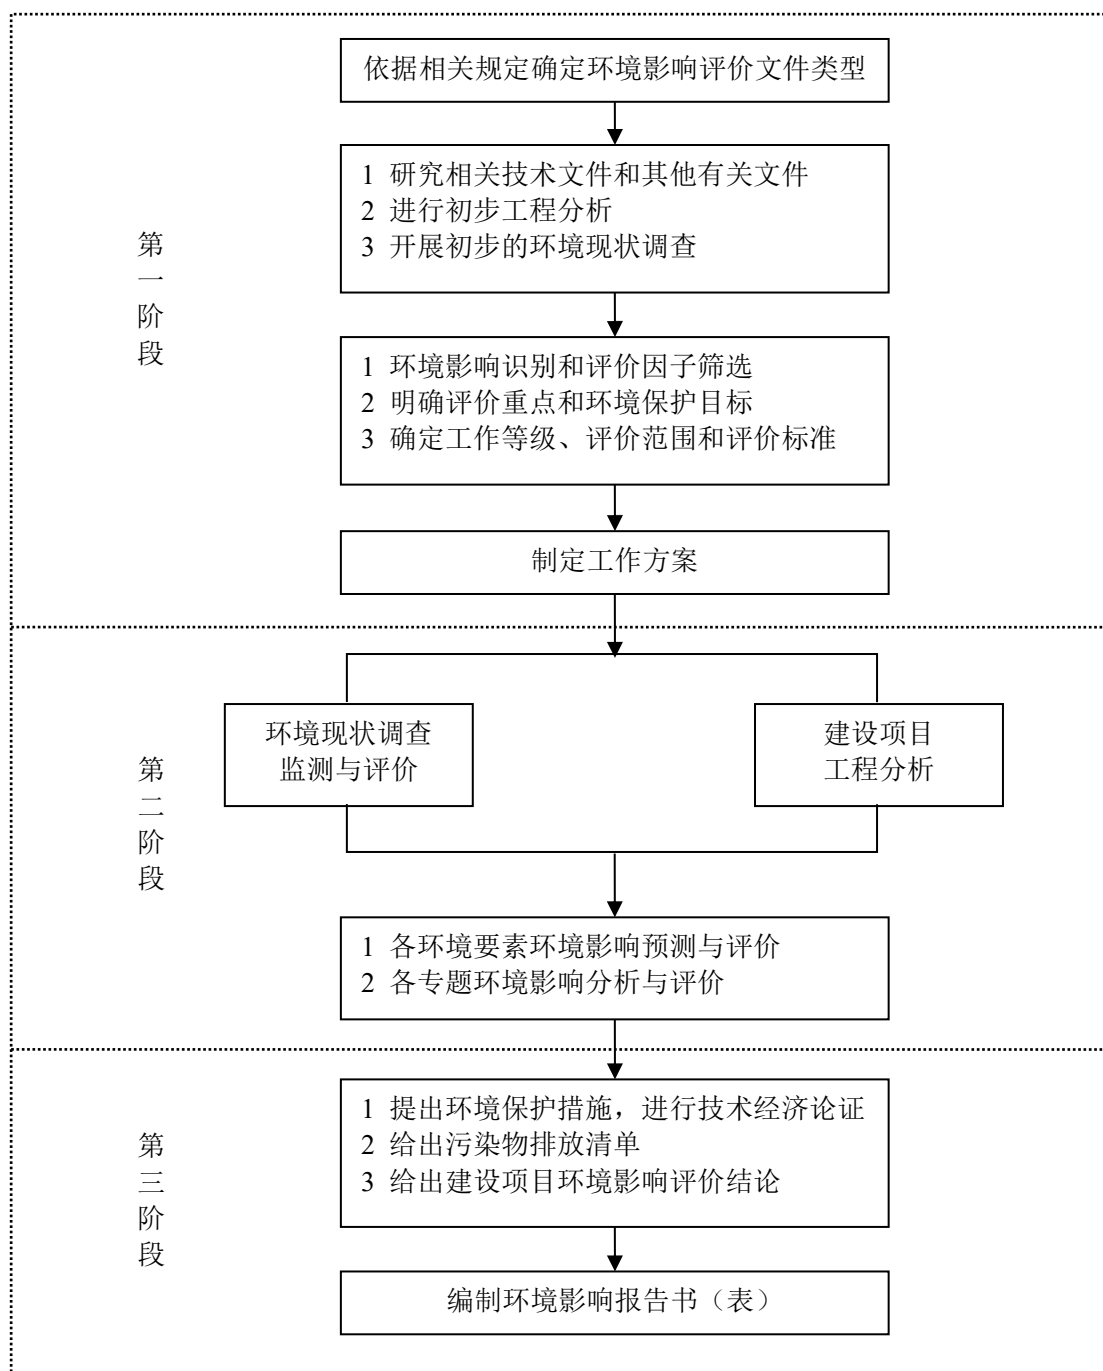 依据相关规定确定环境影响评价文件类型
1 研究相关技术文件和其他有关文件
2 进行初步工程分析
3 开展初步的环境现状调查
第
一
阶
段
1 环境影响识别和评价因子筛选
2 明确评价重点和环境保护目标
3 确定工作等级、评价范围和评价标准
制定工作方案
环境现状调查
监测与评价
建设项目
工程分析
第
二
阶
段
1 各环境要素环境影响预测与评价
2 各专题环境影响分析与评价
1 提出环境保护措施，进行技术经济论证
2 给出污染物排放清单
3 给出建设项目环境影响评价结论
第
三
阶
段
编制环境影响报告书（表）